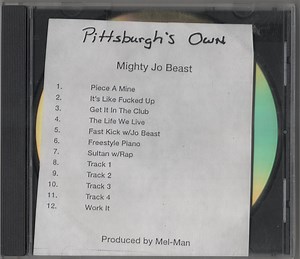 Pittsburgh's Own
Mighty Jo Beast
1. Piece A Mine
2. It's Like Fucked Up
3. Get It In The Club
4. The Life We Live
5. Fast Kick w/Jo Beast
6. Freestyle Piano
7. Sultan w/Rap
8. Track 1
9. Track 2
10. Track 3
11. Track 4
12. Work It
Produced by Mel-Man